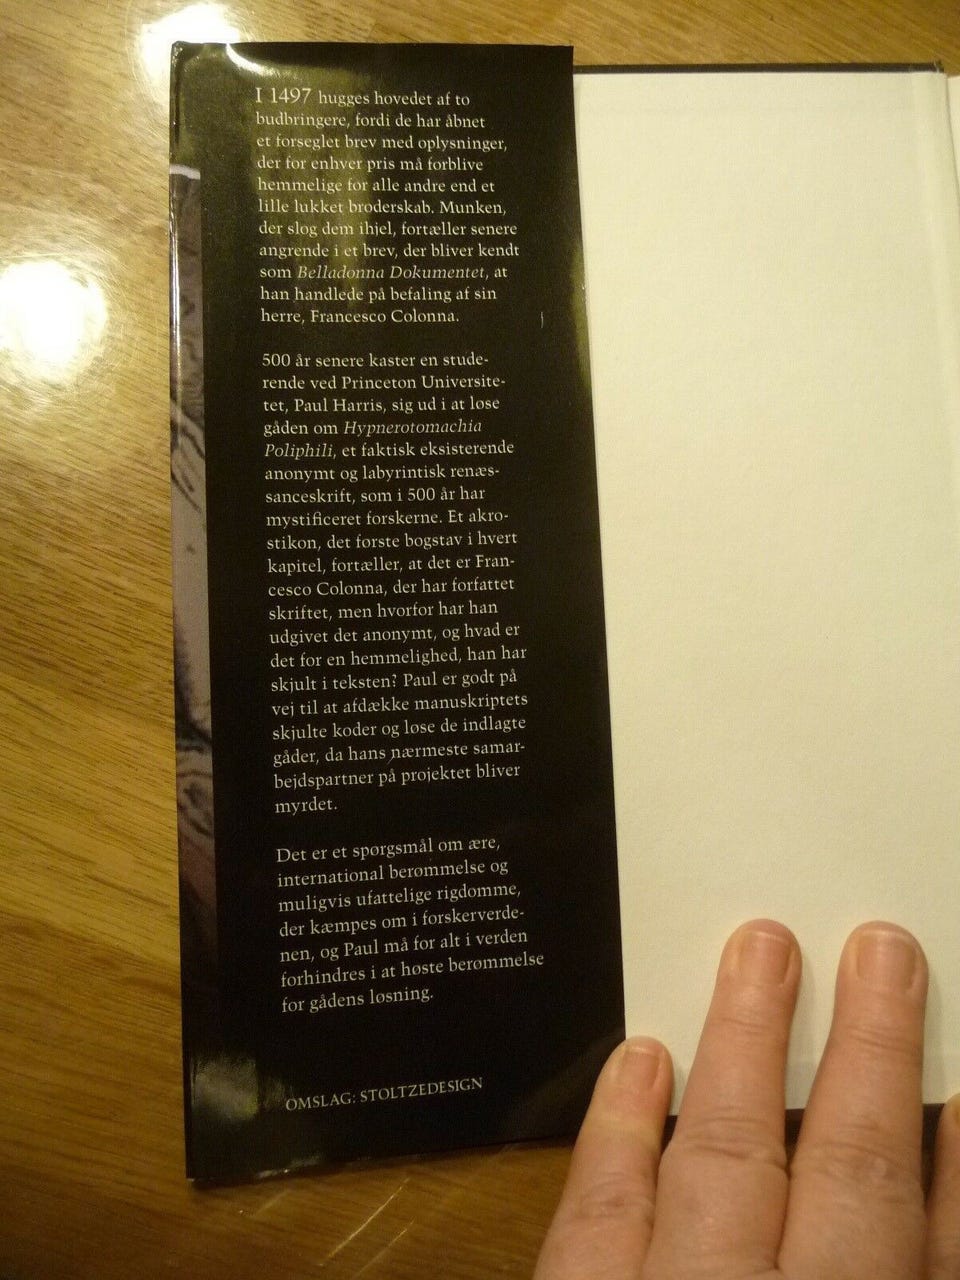 I 1497 hugges hovedet af to
budbringere, fordi de har åbnet
et forseglet brev med oplysninger,
der for enhver pris må forblive
hemmelige for alle andre end et
lille lukket broderskab. Munken,
der slog dem ihjel, fortæller senere
angrende i et brev, der bliver kendt
som Belladonna Dokumentet, at
han handlede på befaling af sin
herre, Francesco Colonna.
500 år senere kaster en stude-
rende ved Princeton Universite-
tet, Paul Harris, sig ud i at løse
gåden om Hypnerotomachia
Poliphili, et faktisk eksisterende
anonymt og labyrintisk renæs-
sanceskrift, som i 500 år har
mystificeret forskerne. Et akro-
stikon, det første bogstav i hvert
kapitel, fortæller, at det er Fran-
cesco Colonna, der har forfattet
skriftet, men hvorfor har han
udgivet det anonymt, og hvad er
det for en hemmelighed, han har
skjult i teksten? Paul er godt på
vej til at afdække manuskriptets
skjulte koder og løse de indlagte
gåder, da hans nærmeste samar-
bejdspartner på projektet bliver
myrdet.
Det er et spørgsmål om ære,
international berømmelse og
muligvis ufattelige rigdomme,
der kæmpes om i forskerverde-
nen, og Paul må for alt i verden
forhindres i at høste berømmelse
for gådens løsning.
OMSLAG: STOLTZEDESIGN